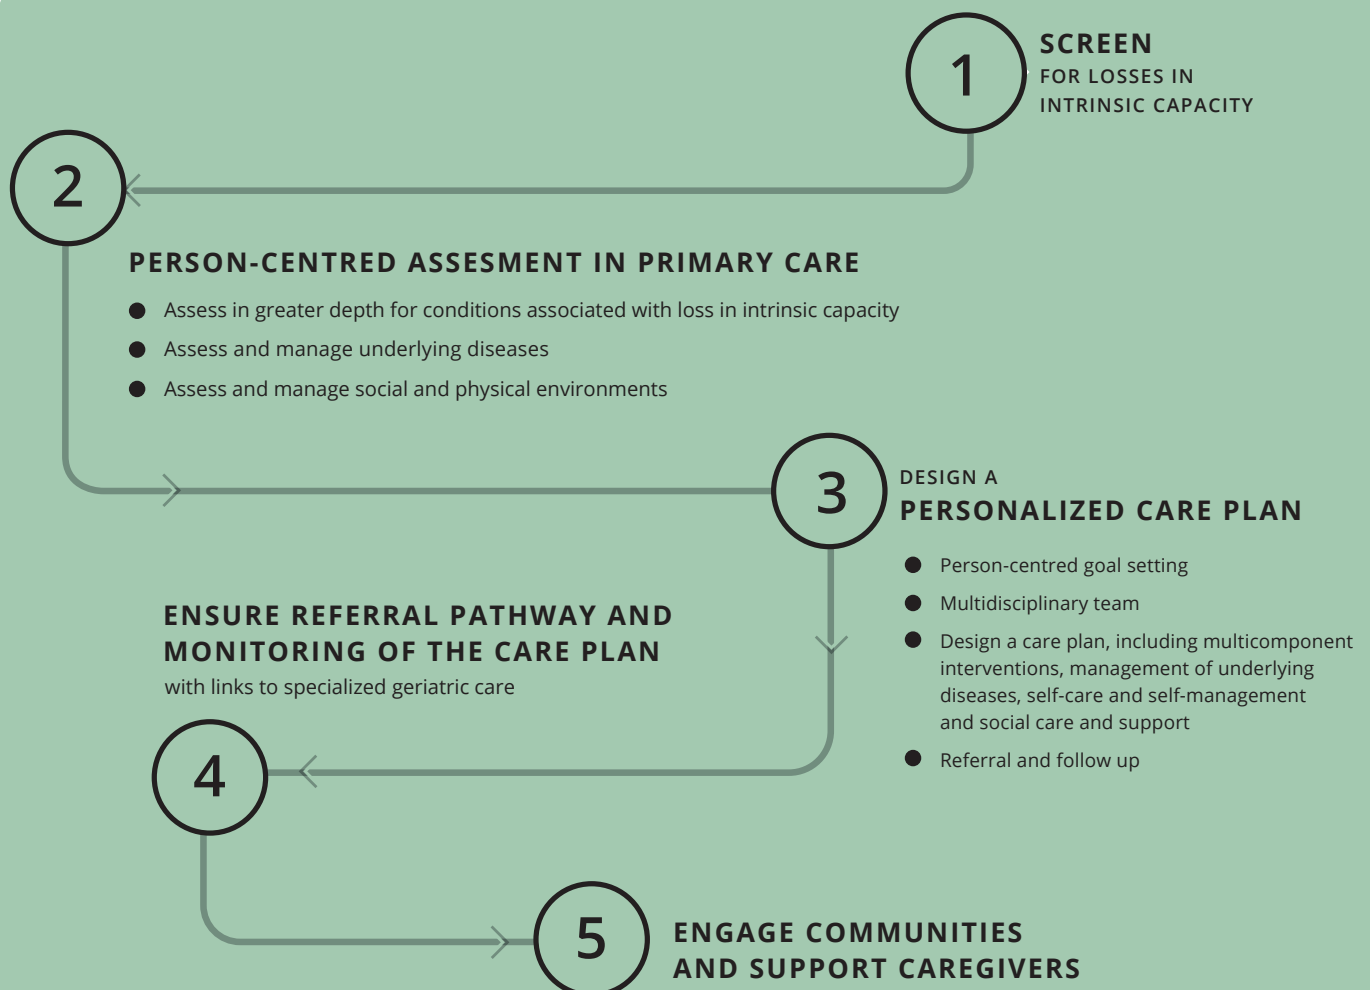 1
SCREEN
FOR LOSSES IN
INTRINSIC CAPACITY
2
PERSON-CENTRED ASSESMENT IN PRIMARY CARE
Assess in greater depth for conditions associated with loss in intrinsic capacity
Assess and manage underlying diseases
Assess and manage social and physical environments
3
DESIGN A
PERSONALIZED CARE PLAN
Person-centred goal setting
Multidisciplinary team
Design a care plan, including multicomponent
interventions, management of underlying
diseases, self-care and self-management
and social care and support
Referral and follow up
ENSURE REFERRAL PATHWAY AND
MONITORING OF THE CARE PLAN
with links to specialized geriatric care
4
5
ENGAGE COMMUNITIES
AND SUPPORT CAREGIVERS